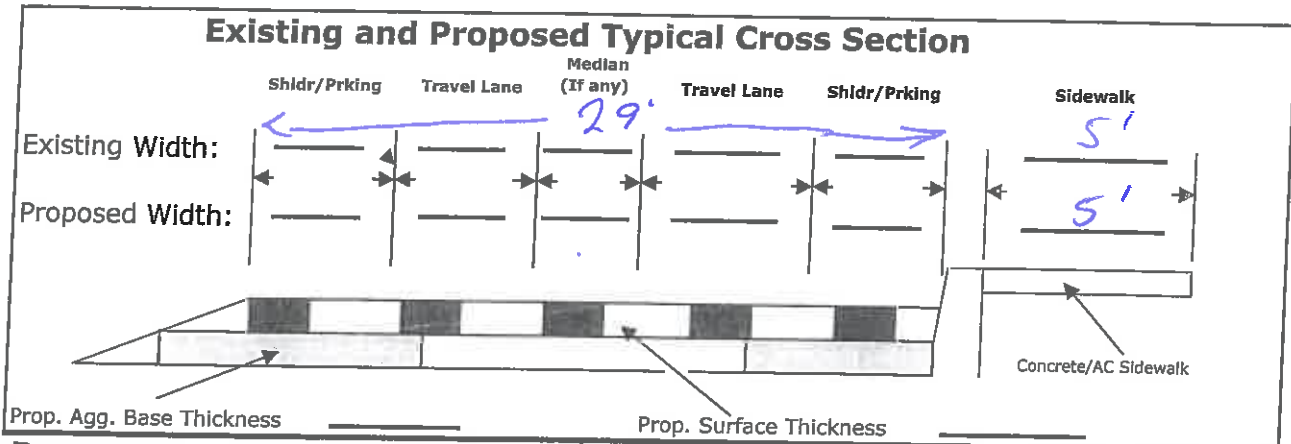 Existing and Proposed Typical Cross Section
Shldr/Prking Travel Lane Median (If any) Travel Lane Shldr/Prking Sidewalk
29'
Existing Width: 5'
Proposed Width: 5'
Concrete/AC Sidewalk
Prop. Agg. Base Thickness Prop. Surface Thickness